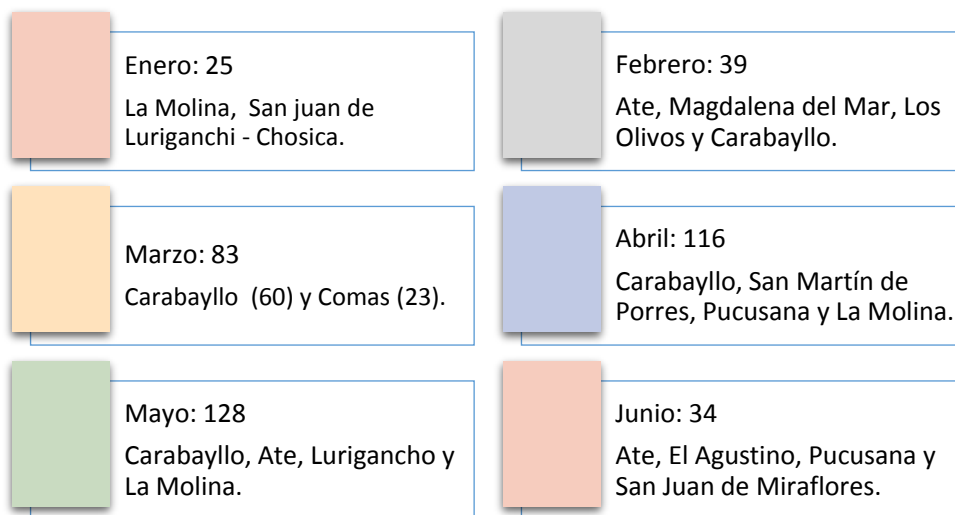 Enero: 25
La Molina, San juan de
Luriganchi - Chosica.
Febrero: 39
Ate, Magdalena del Mar, Los
Olivos y Carabayllo.
Marzo: 83
Carabayllo (60) y Comas (23).
Abril: 116
Carabayllo, San Martín de
Porres, Pucusana y La Molina.
Mayo: 128
Carabayllo, Ate, Lurigancho y
La Molina.
Junio: 34
Ate, El Agustino, Pucusana y
San Juan de Miraflores.